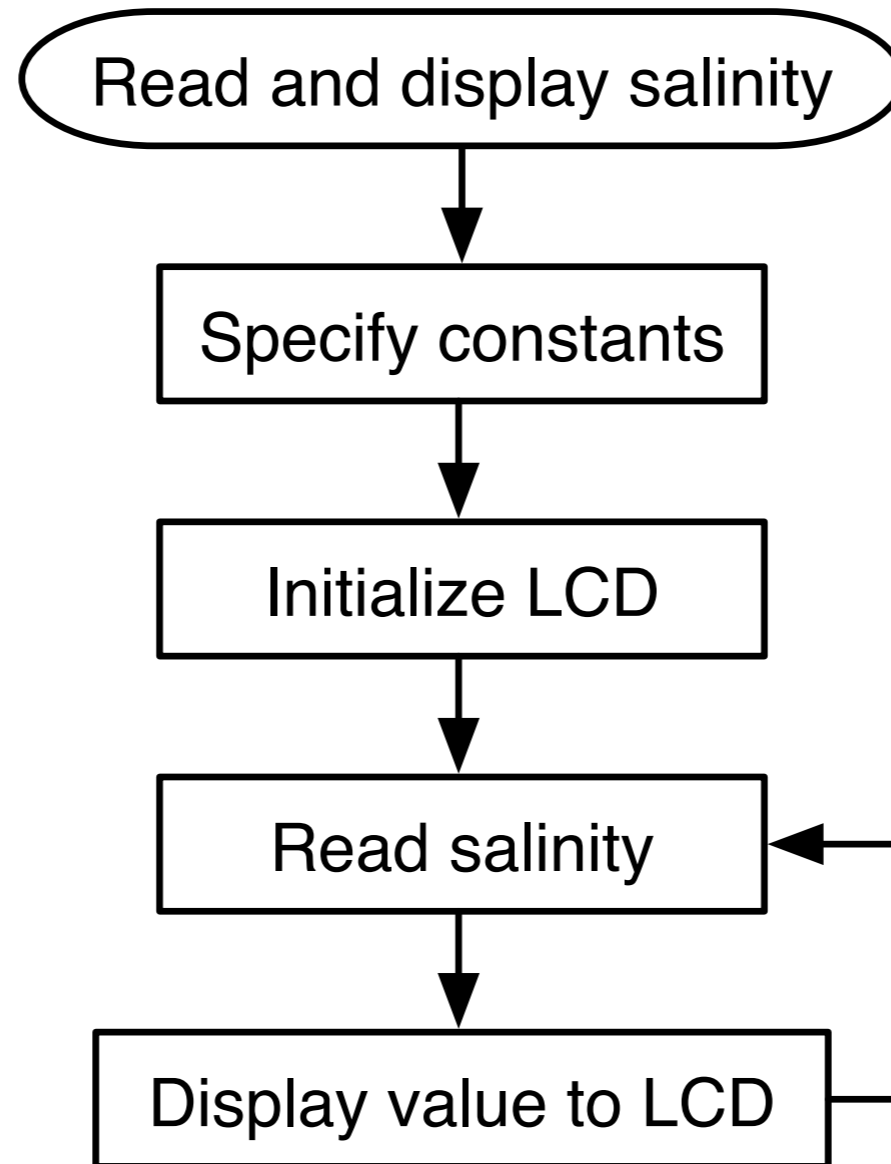 Read and display salinity
Specify constants
Initialize LCD
Read salinity
Display value to LCD